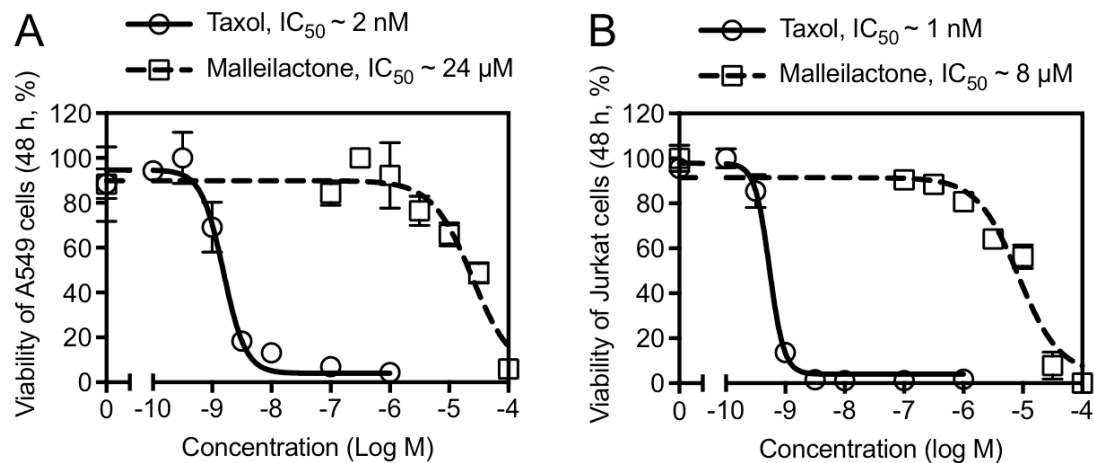 A
Taxol, IC50 ~ 2 nM
Malleilactone, IC50 ~ 24 µM
Viability of A549 cells (48 h, %)
120
100
80
60
40
20
0
0 -10 -9 -8 -7 -6 -5 -4
Concentration (Log M)
B
Taxol, IC50 ~ 1 nM
Malleilactone, IC50 ~ 8 µM
Viability of Jurkat cells (48 h, %)
120
100
80
60
40
20
0
0 -10 -9 -8 -7 -6 -5 -4
Concentration (log M)